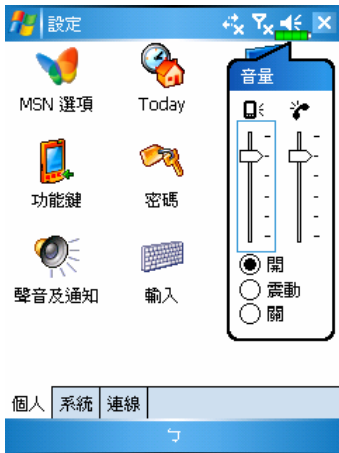 設定
音量
MSN 選項
Today
功能鍵
密碼
開
震動
關
聲音及通知
輸入
個人
系統
連線
ㄅ